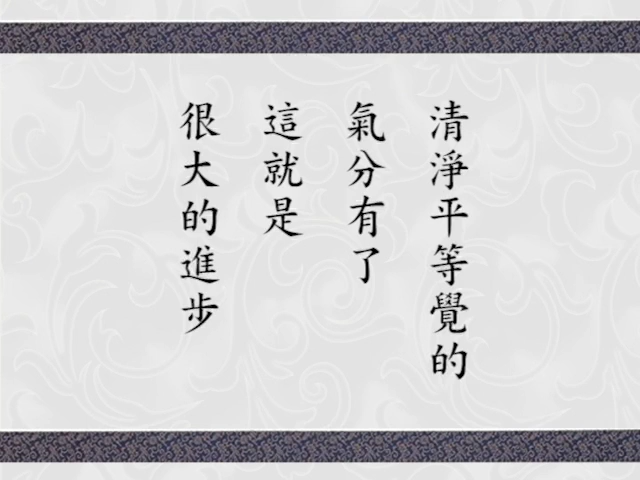 清淨平等覺的
氣分有了
這就是
很大的進步